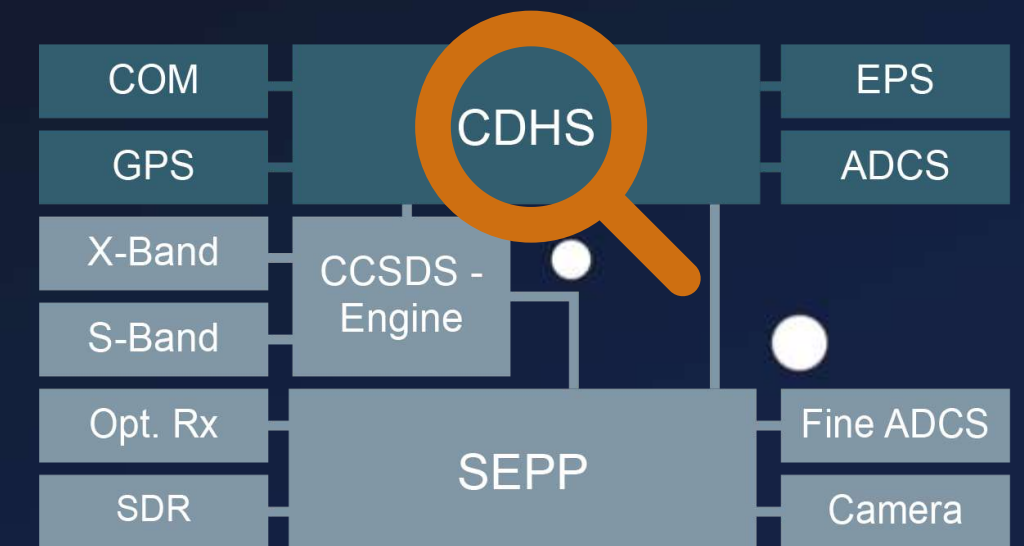 COM
CDHS
EPS
GPS
ADCS
X-Band
CCSDS -
Engine
S-Band
Opt. Rx
SEPP
Fine ADCS
SDR
Camera